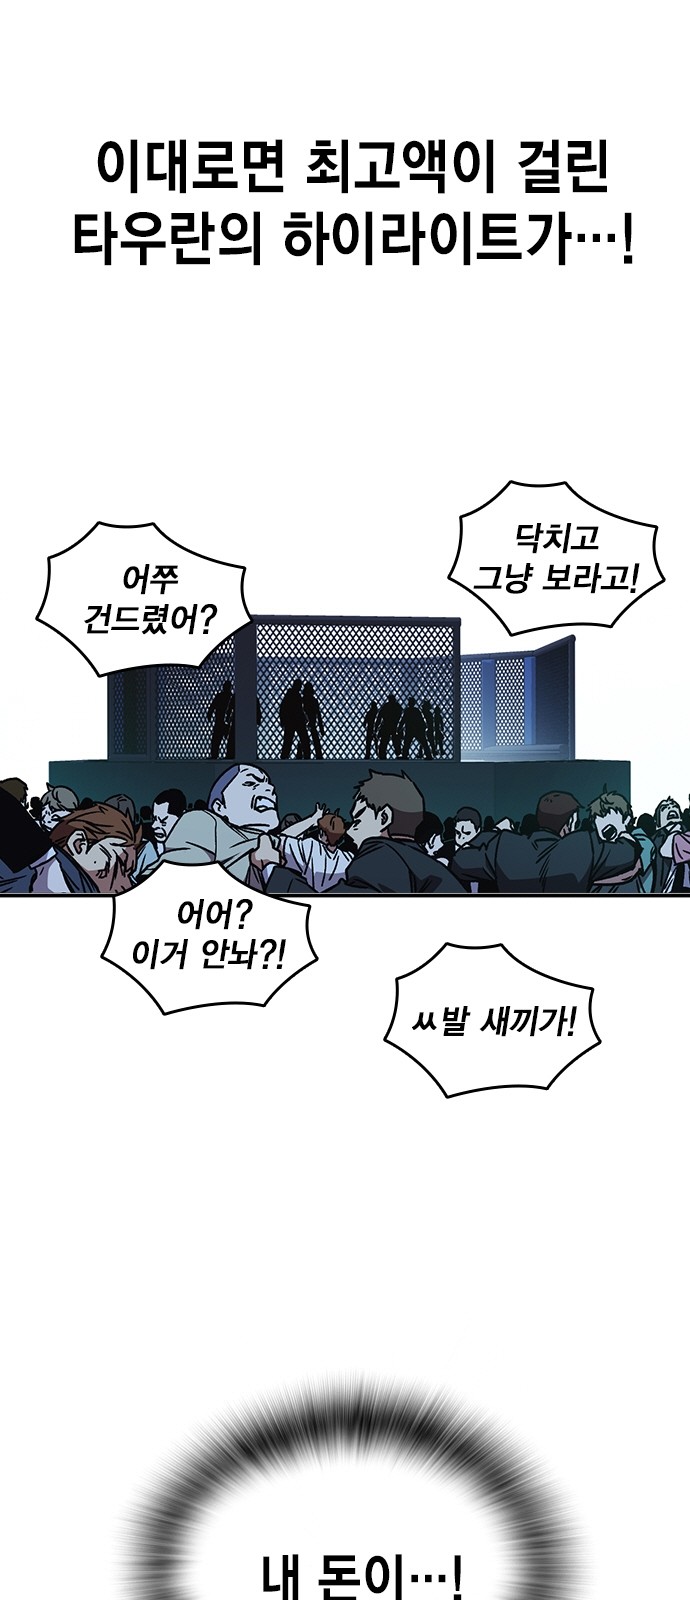 이대로면 최고액이 걸린
타우란의 하이라이트가…!
닥치고
그냥 보라고!
어쭈
건드렸어?
어어?
이거 안놔?!
ㅆ발 새끼가!
내 돈이…!